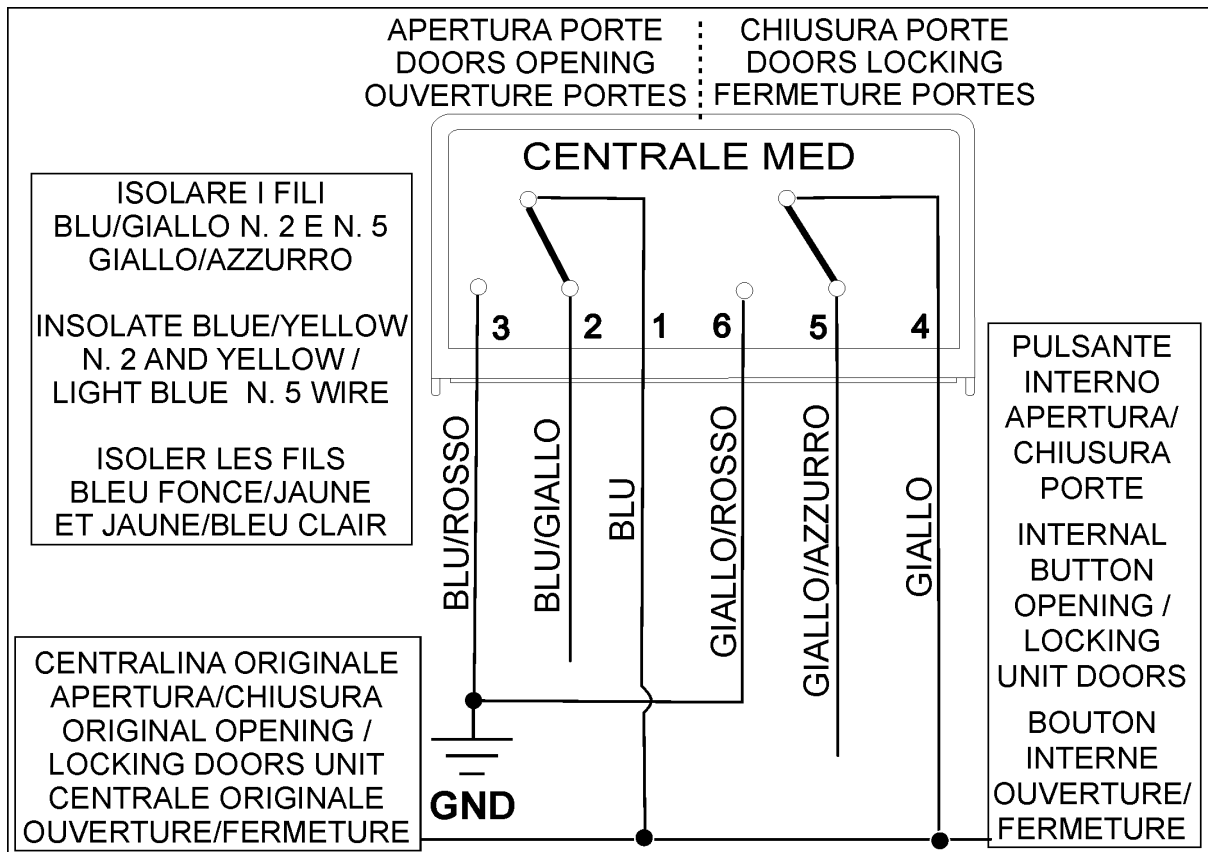 APERTURA PORTE
DOORS OPENING
OUVERTURE PORTES
CHIUSURA PORTE
DOORS LOCKING
FERMETURE PORTES
CENTRALE MED
ISOLARE I FILI
BLU/GIALLO N. 2 E N. 5
GIALLO/AZZURRO
INSOLATE BLUE/YELLOW
N. 2 AND YELLOW /
LIGHT BLUE N. 5 WIRE
ISOLER LES FILS
BLEU FONCE/JAUNE
ET JAUNE/BLEU CLAIR
3 2 1 6 5 4
BLU/ROSSO
BLU/GIALLO
BLU
GIALLO/ROSSO
GIALLO/AZZURRO
GIALLO
PULSANTE
INTERNO
APERTURA/
CHIUSURA
PORTE
INTERNAL
BUTTON
OPENING /
LOCKING
UNIT DOORS
BOUTON
INTERNE
OUVERTURE/
FERMETURE
CENTRALINA ORIGINALE
APERTURA/CHIUSURA
ORIGINAL OPENING /
LOCKING DOORS UNIT
CENTRALE ORIGINALE
OUVERTURE/FERMETURE
GND